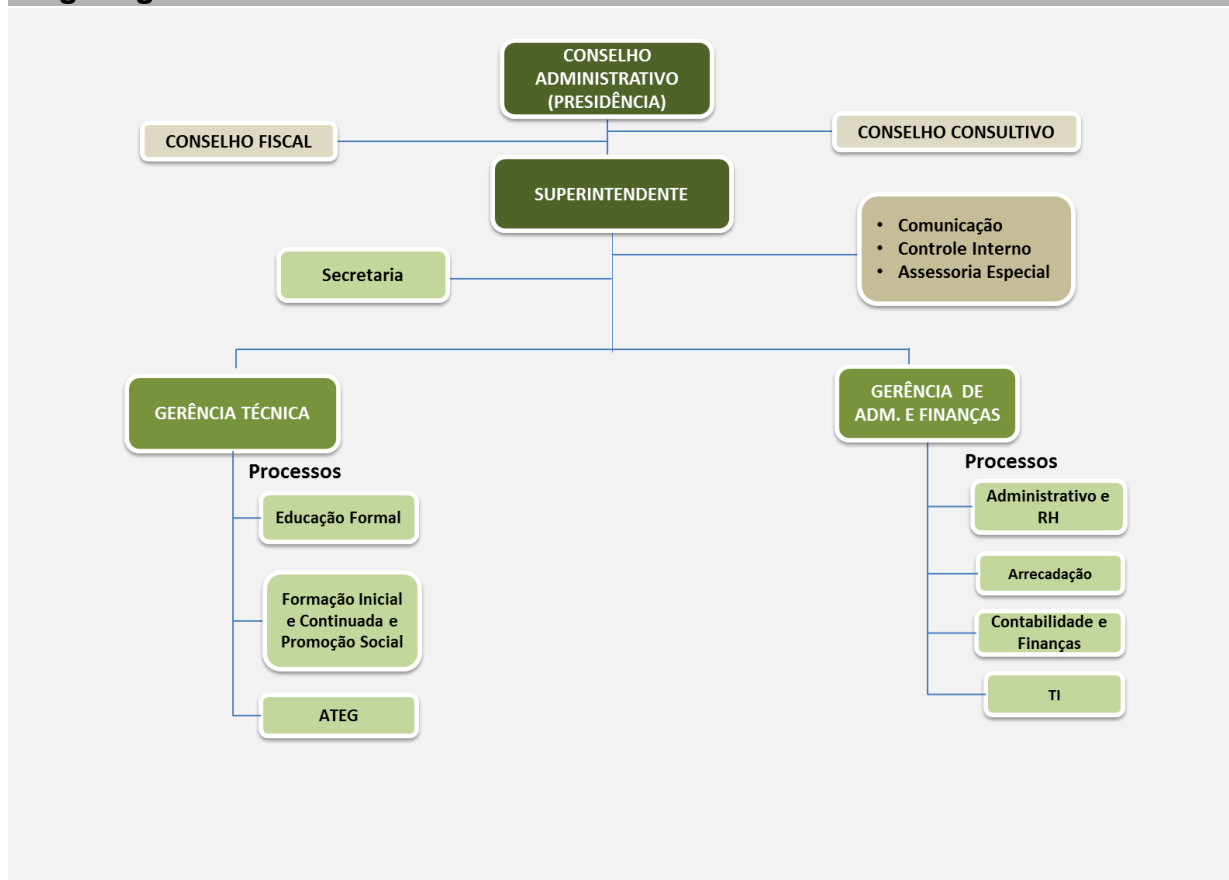 CONSELHO
ADMINISTRATIVO
(PRESIDÊNCIA)
CONSELHO FISCAL
CONSELHO CONSULTIVO
SUPERINTENDENTE
• Comunicação
• Controle Interno
• Assessoria Especial
Secretaria
GERÊNCIA TÉCNICA
Processos
Educação Formal
Formação Inicial
e Continuada e
Promoção Social
ATEG
GERÊNCIA DE
ADM. E FINANÇAS
Processos
Administrativo e
RH
Arrecadação
Contabilidade e
Finanças
TI